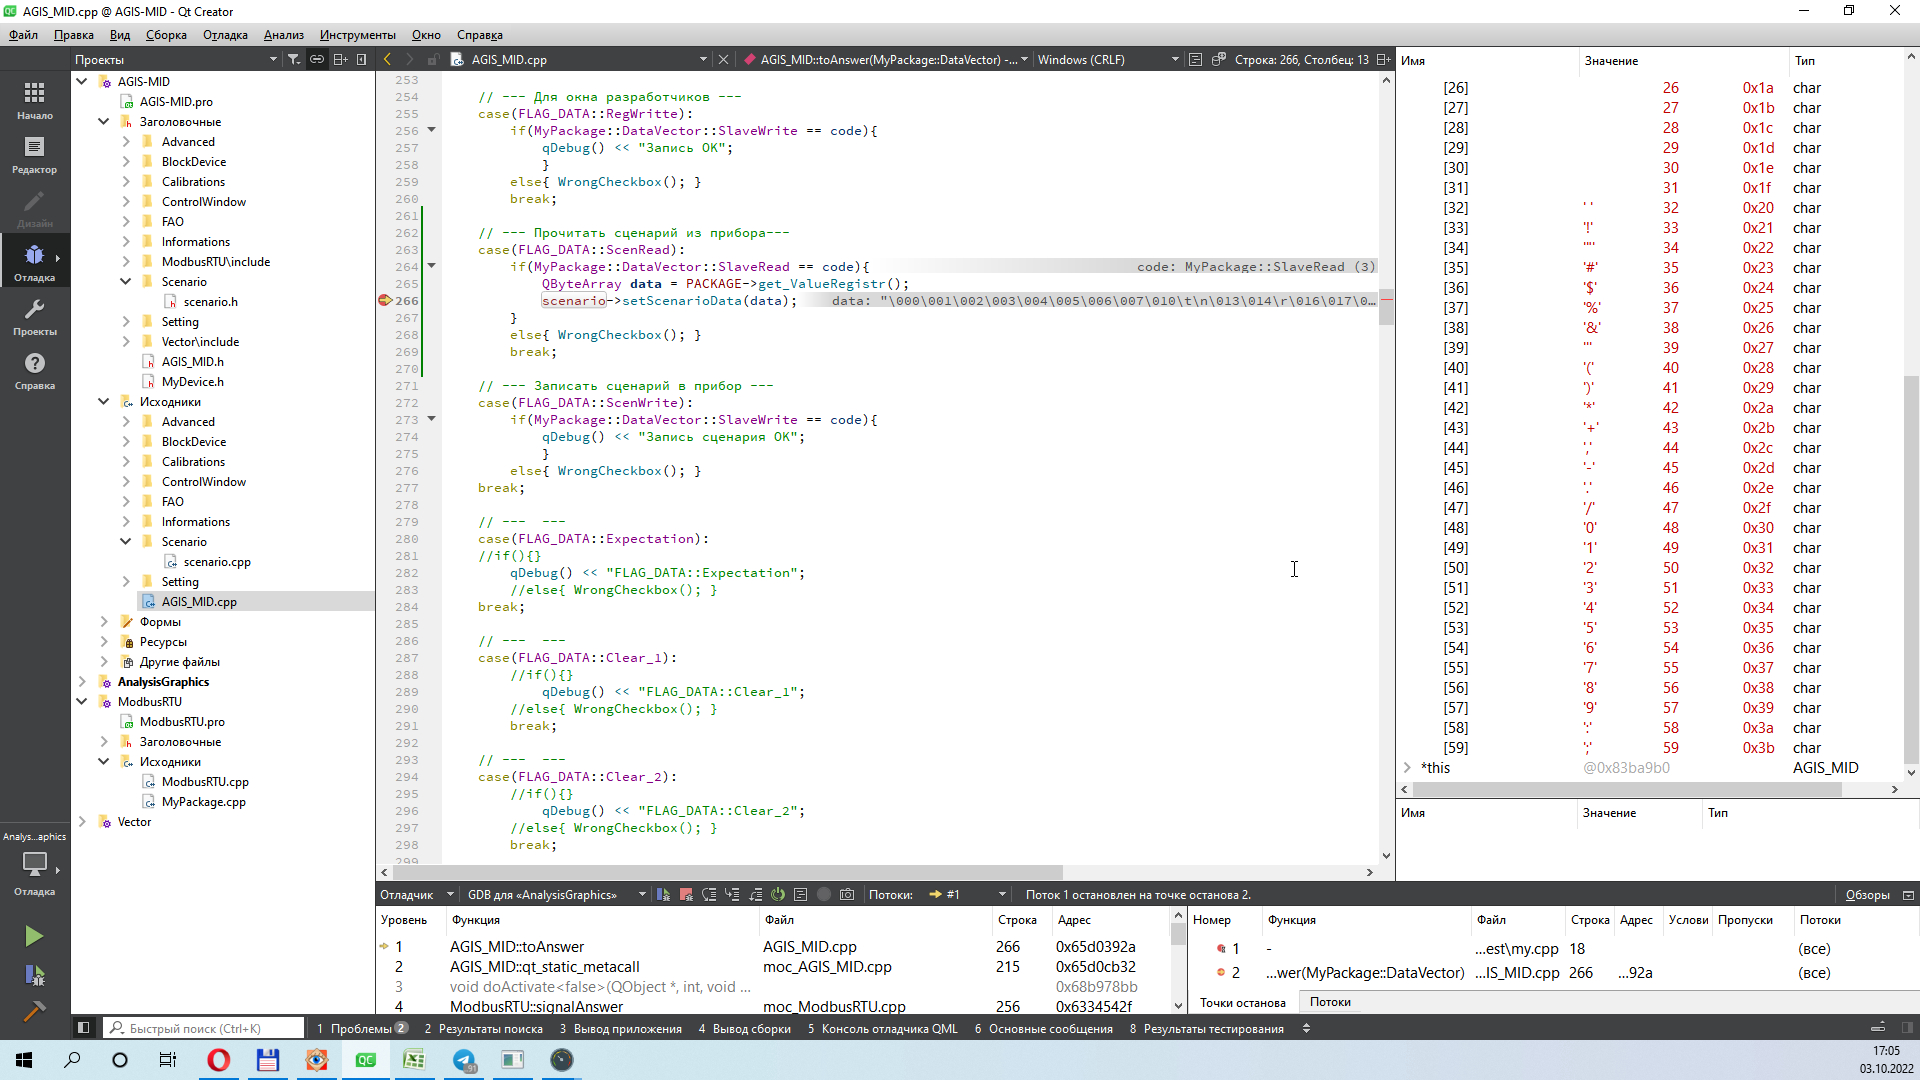 AGIS_MID.cpp @ AGIS-MID - Qt Creator
Файл Правка Вид Сборка Отладка Анализ Инструменты Окно Справка
Проекты
AGIS_MID.cpp
AGIS_MID::toAnswer(MyPackage::DataVector) -...
Windows (CRLF)
Строка: 266, Столбец: 13
Начало
Редактор
Дизайн
Отладка
Проекты
Справка
Analys...aphics
Отладка
AGIS-MID
AGIS-MID.pro
Заголовочные
Advanced
BlockDevice
Calibrations
ControlWindow
FAO
Informations
ModbusRTU\include
Scenario
scenario.h
Setting
Vector\include
AGIS_MID.h
MyDevice.h
Исходники
Advanced
BlockDevice
Calibrations
ControlWindow
FAO
Informations
Scenario
scenario.cpp
Setting
AGIS_MID.cpp
Формы
Ресурсы
Другие файлы
AnalysisGraphics
ModbusRTU
ModbusRTU.pro
Заголовочные
Исходники
ModbusRTU.cpp
MyPackage.cpp
Vector
253
254 // --- Для окна разработчиков ---
255 case(FLAG_DATA::RegWritte):
256 if(MyPackage::DataVector::SlaveWrite == code){
257 qDebug() << "Запись OK";
258 }
259 else{ WrongCheckbox(); }
260 break;
261
262 // --- Прочитать сценарий из прибора---
263 case(FLAG_DATA::ScenRead):
264 if(MyPackage::DataVector::SlaveRead == code){ code: MyPackage::SlaveRead (3)
265 QByteArray data = PACKAGE->get_ValueRegistr();
266 scenario->setScenarioData(data); data: "\000\001\002\003\004\005\006\007\010\t\n\013\014\r\016\017\0…
267 }
268 else{ WrongCheckbox(); }
269 break;
270
271 // --- Записать сценарий в прибор ---
272 case(FLAG_DATA::ScenWrite):
273 if(MyPackage::DataVector::SlaveWrite == code){
274 qDebug() << "Запись сценария OK";
275 }
276 else{ WrongCheckbox(); }
277 break;
278
279 // --- ---
280 case(FLAG_DATA::Expectation):
281 //if(){}
282 qDebug() << "FLAG_DATA::Expectation";
283 //else{ WrongCheckbox(); }
284 break;
285
286 // --- ---
287 case(FLAG_DATA::Clear_1):
288 //if(){}
289 qDebug() << "FLAG_DATA::Clear_1";
290 //else{ WrongCheckbox(); }
291 break;
292
293 // --- ---
294 case(FLAG_DATA::Clear_2):
295 //if(){}
296 qDebug() << "FLAG_DATA::Clear_2";
297 //else{ WrongCheckbox(); }
298 break;
299
Имя Значение Тип
[26] 26 0x1a char
[27] 27 0x1b char
[28] 28 0x1c char
[29] 29 0x1d char
[30] 30 0x1e char
[31] 31 0x1f char
[32] ' ' 32 0x20 char
[33] '!' 33 0x21 char
[34] '"' 34 0x22 char
[35] '#' 35 0x23 char
[36] '$' 36 0x24 char
[37] '%' 37 0x25 char
[38] '&' 38 0x26 char
[39] ''' 39 0x27 char
[40] '(' 40 0x28 char
[41] ')' 41 0x29 char
[42] '*' 42 0x2a char
[43] '+' 43 0x2b char
[44] ',' 44 0x2c char
[45] '-' 45 0x2d char
[46] '.' 46 0x2e char
[47] '/' 47 0x2f char
[48] '0' 48 0x30 char
[49] '1' 49 0x31 char
[50] '2' 50 0x32 char
[51] '3' 51 0x33 char
[52] '4' 52 0x34 char
[53] '5' 53 0x35 char
[54] '6' 54 0x36 char
[55] '7' 55 0x37 char
[56] '8' 56 0x38 char
[57] '9' 57 0x39 char
[58] ':' 58 0x3a char
[59] ';' 59 0x3b char
*this @0x83ba9b0 AGIS_MID
Имя Значение Тип
Отладчик GDB для «AnalysisGraphics» Потоки: #1 Поток 1 остановлен на точке останова 2. Обзоры
Уровень Функция Файл Строка Адрес
1 AGIS_MID::toAnswer AGIS_MID.cpp 266 0x65d0392a
2 AGIS_MID::qt_static_metacall moc_AGIS_MID.cpp 215 0x65d0cb32
3 void doActivate<false>(QObject *, int, void ... 0x68b978bb
4 ModbusRTU::signalAnswer moc_ModbusRTU.cpp 256 0x6334542f
Номер Функция Файл Строка Адрес Услови Пропуски Потоки
1 - ...est\my.cpp 18 (все)
2 ...wer(MyPackage::DataVector) ...IS_MID.cpp 266 ...92a (все)
Точки останова Потоки
Быстрый поиск (Ctrl+K)
1 Проблемы 2 2 Результаты поиска 3 Вывод приложения 4 Вывод сборки 5 Консоль отладчика QML 6 Основные сообщения 8 Результаты тестирования
91
17:05
03.10.2022